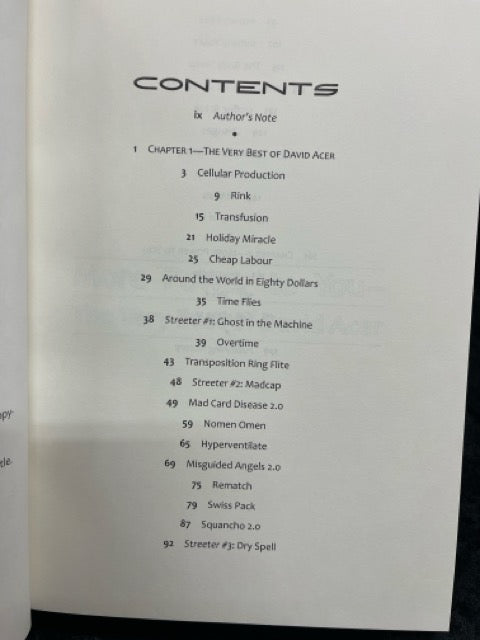 CONTENTS
ix Author's Note
•
1 CHAPTER 1—THE VERY BEST OF DAVID ACER
3 Cellular Production
9 Rink
15 Transfusion
21 Holiday Miracle
25 Cheap Labour
29 Around the World in Eighty Dollars
35 Time Flies
38 Streeter #1: Ghost in the Machine
39 Overtime
43 Transposition Ring Flite
48 Streeter #2: Madcap
49 Mad Card Disease 2.0
59 Nomen Omen
65 Hyperventilate
69 Misguided Angels 2.0
75 Rematch
79 Swiss Pack
87 Squancho 2.0
92 Streeter #3: Dry Spell